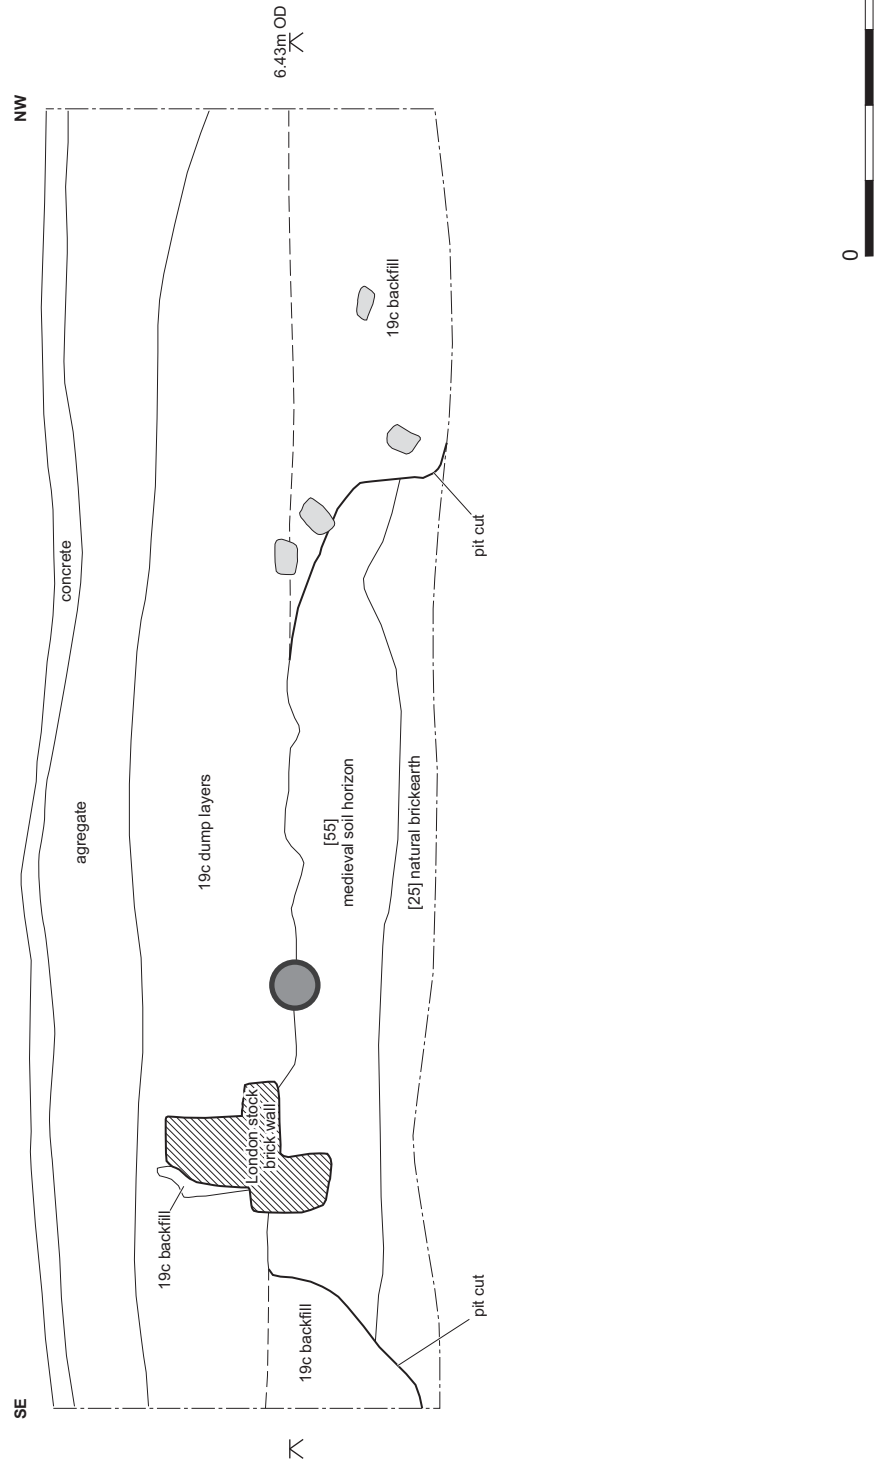 SE
NW
concrete
agregate
19c dump layers
6.43m OD
19c backfill
London stock
brick wall
[55]
medieval soil horizon
[25] natural brickearth
19c backfill
19c backfill
pit cut
pit cut
0